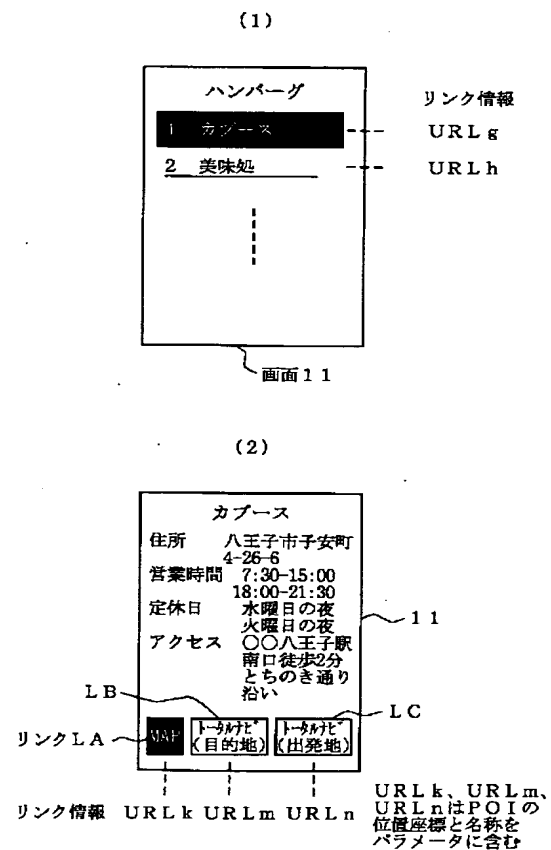 (1)
ハンバーグ
リンク情報
1 カブース
URLg
2 美味処
URLh
画面11
(2)
カブース
住所 八王子市子安町
4-26-6
営業時間 7:30-15:00
18:00-21:30
定休日 水曜日の夜
火曜日の夜
11
アクセス ○○八王子駅
南口徒歩2分
とちのき通り
沿い
LB
LC
リンクLA
MAP
トータルナビ
(目的地)
トータルナビ
(出発地)
リンク情報 URLk URLm URLn
URLk、URLm、
URLnはPOIの
位置座標と名称を
パラメータに含む